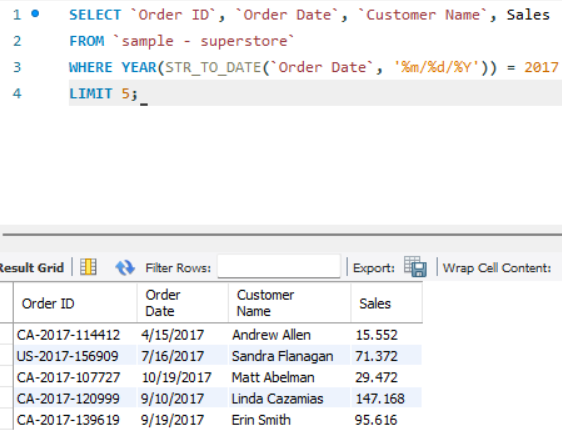 1 SELECT `Order ID`, `Order Date`, `Customer Name`, Sales
2 FROM `sample - superstore`
3 WHERE YEAR(STR_TO_DATE(`Order Date`, '%m/%d/%Y')) = 2017
4 LIMIT 5;
Result Grid Filter Rows: Export: Wrap Cell Content:
Order ID Order Date Customer Name Sales
CA-2017-114412 4/15/2017 Andrew Allen 15.552
US-2017-156909 7/16/2017 Sandra Flanagan 71.372
CA-2017-107727 10/19/2017 Matt Abelman 29.472
CA-2017-120999 9/10/2017 Linda Cazamias 147.168
CA-2017-139619 9/19/2017 Erin Smith 95.616